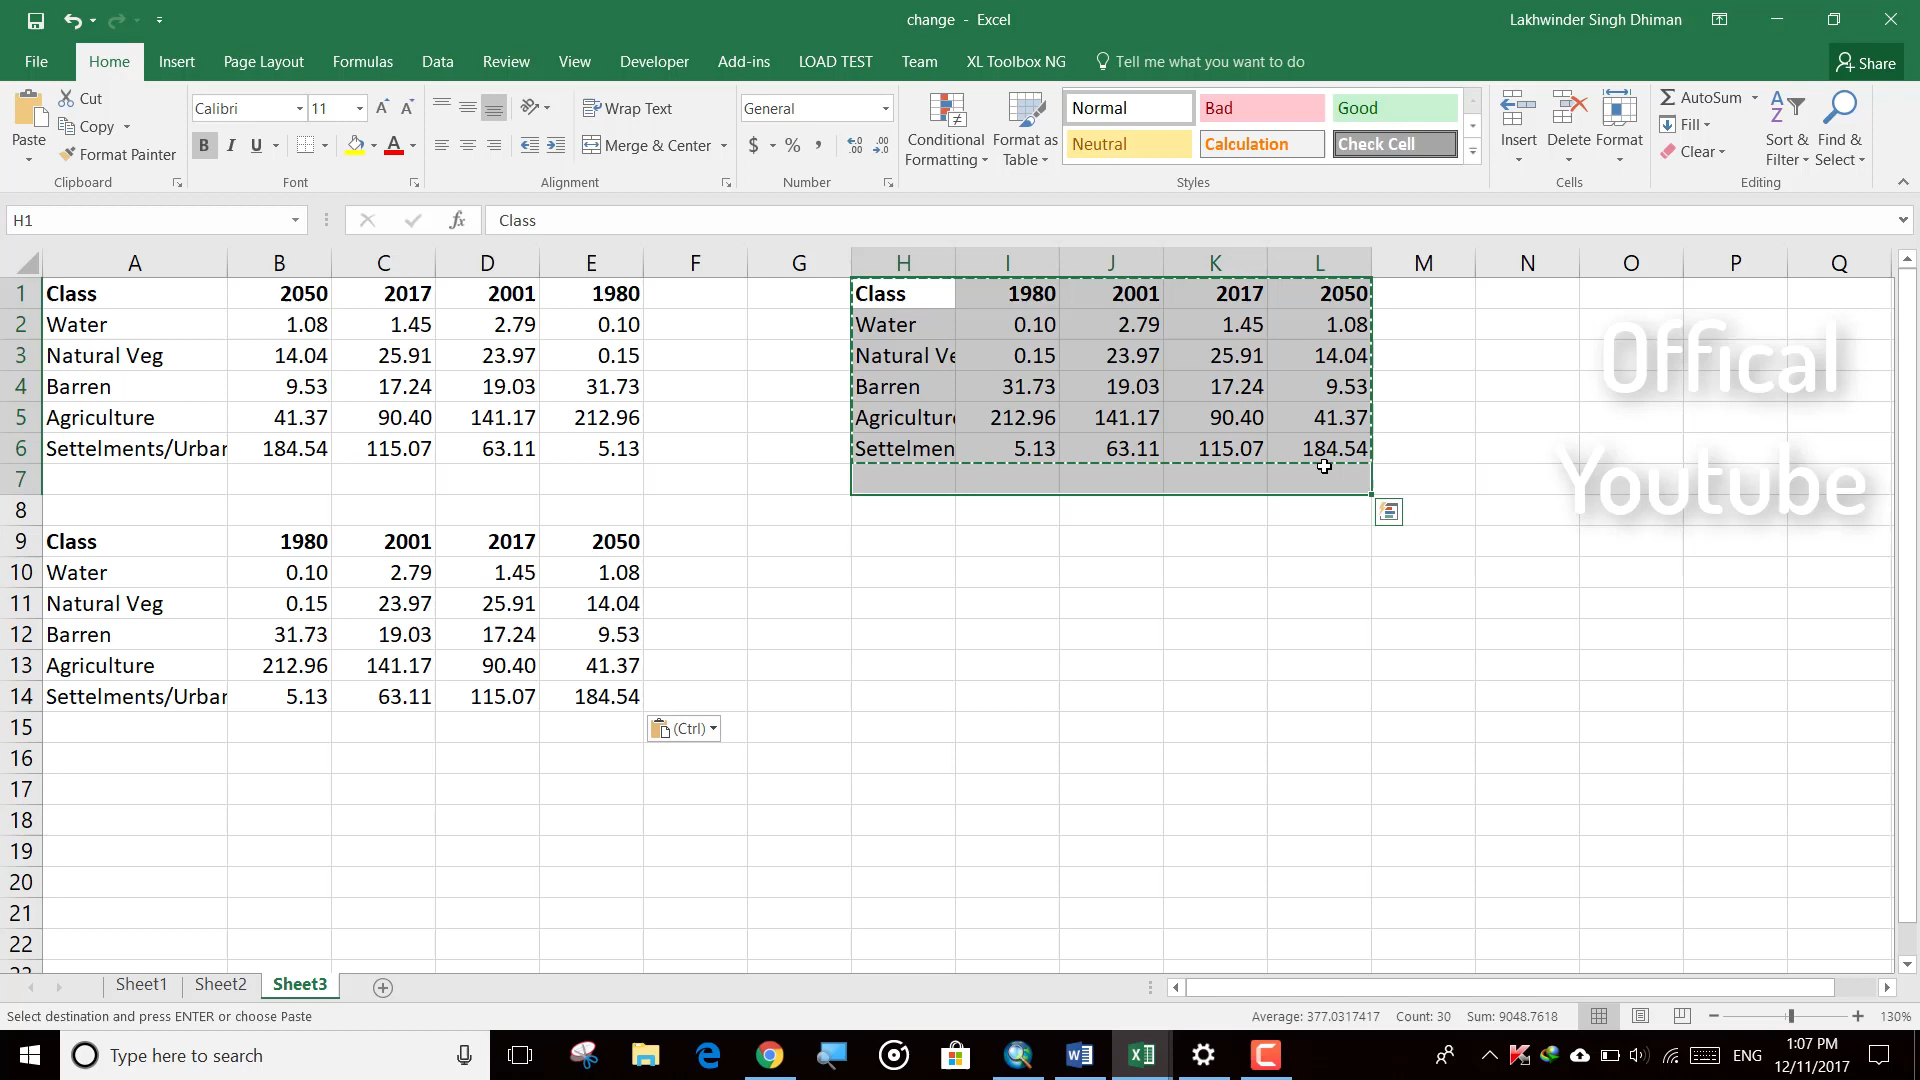 change - Excel
Lakhwinder Singh Dhiman
File Home Insert Page Layout Formulas Data Review View Developer Add-ins LOAD TEST Team XL Toolbox NG Tell me what you want to do Share
Paste
Cut
Copy
Format Painter
Clipboard
Calibri 11
B I U
Font
Wrap Text
Merge & Center
Alignment
General
$ % ,
Number
Conditional Formatting
Format as Table
Normal Bad Good
Neutral Calculation Check Cell
Styles
Insert Delete Format
Cells
AutoSum
Fill
Clear
Sort & Filter
Find & Select
Editing
H1 fx Class
A B C D E F G H I J K L M N O P Q
1 Class 2050 2017 2001 1980 Class 1980 2001 2017 2050
2 Water 1.08 1.45 2.79 0.10 Water 0.10 2.79 1.45 1.08
3 Natural Veg 14.04 25.91 23.97 0.15 Natural Ve 0.15 23.97 25.91 14.04
4 Barren 9.53 17.24 19.03 31.73 Barren 31.73 19.03 17.24 9.53
5 Agriculture 41.37 90.40 141.17 212.96 Agriculture 212.96 141.17 90.40 41.37
6 Settelments/Urban 184.54 115.07 63.11 5.13 Settelmen 5.13 63.11 115.07 184.54
7
8
9 Class 1980 2001 2017 2050
10 Water 0.10 2.79 1.45 1.08
11 Natural Veg 0.15 23.97 25.91 14.04
12 Barren 31.73 19.03 17.24 9.53
13 Agriculture 212.96 141.17 90.40 41.37
14 Settelments/Urban 5.13 63.11 115.07 184.54
15
16
17
18
19
20
21
22
Offical
Youtube
(Ctrl)
Sheet1 Sheet2 Sheet3
Select destination and press ENTER or choose Paste
Average: 377.0317417 Count: 30 Sum: 9048.7618
130%
Type here to search
ENG
1:07 PM
12/11/2017